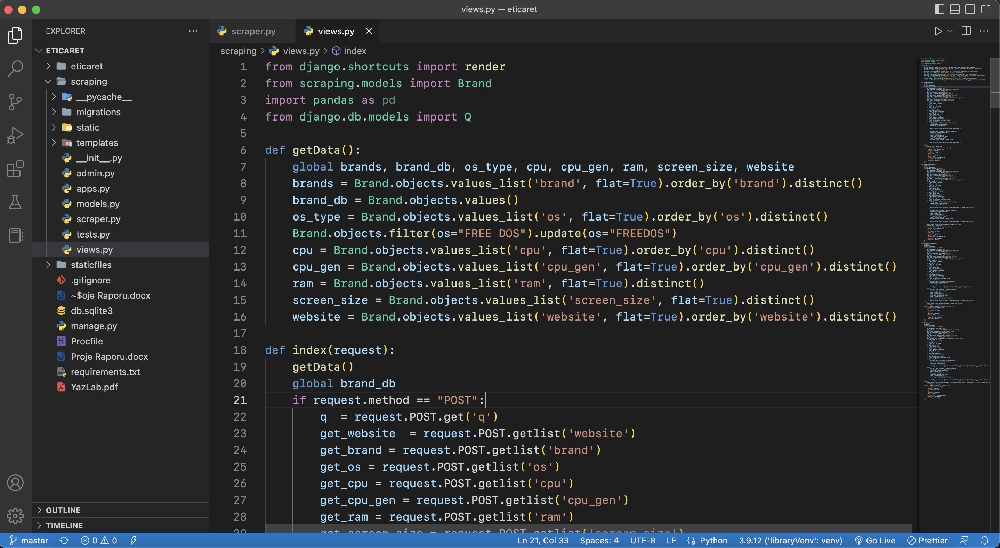 views.py — eticaret
EXPLORER
ETICARET
eticaret
scraping
__pycache__
migrations
static
templates
__init__.py
admin.py
apps.py
models.py
scraper.py
tests.py
views.py
staticfiles
.gitignore
~$oje Raporu.docx
db.sqlite3
manage.py
Procfile
Proje Raporu.docx
requirements.txt
YazLab.pdf
OUTLINE
TIMELINE
scraper.py
views.py
scraping > views.py > index
1 from django.shortcuts import render
2 from scraping.models import Brand
3 import pandas as pd
4 from django.db.models import Q
5
6 def getData():
7     global brands, brand_db, os_type, cpu, cpu_gen, ram, screen_size, website
8     brands = Brand.objects.values_list('brand', flat=True).order_by('brand').distinct()
9     brand_db = Brand.objects.values()
10     os_type = Brand.objects.values_list('os', flat=True).order_by('os').distinct()
11     Brand.objects.filter(os="FREE DOS").update(os="FREEDOS")
12     cpu = Brand.objects.values_list('cpu', flat=True).order_by('cpu').distinct()
13     cpu_gen = Brand.objects.values_list('cpu_gen', flat=True).order_by('cpu_gen').distinct()
14     ram = Brand.objects.values_list('ram', flat=True).distinct()
15     screen_size = Brand.objects.values_list('screen_size', flat=True).distinct()
16     website = Brand.objects.values_list('website', flat=True).order_by('website').distinct()
17
18 def index(request):
19     getData()
20     global brand_db
21     if request.method == "POST":
22         q  = request.POST.get('q')
23         get_website  = request.POST.getlist('website')
24         get_brand = request.POST.getlist('brand')
25         get_os = request.POST.getlist('os')
26         get_cpu = request.POST.getlist('cpu')
27         get_cpu_gen = request.POST.getlist('cpu_gen')
28         get_ram = request.POST.getlist('ram')
29         get_screen_size = request.POST.getlist('screen_size')
master 0 0 Ln 21, Col 33 Spaces: 4 UTF-8 LF Python 3.9.12 ('libraryVenv': venv) Go Live Prettier